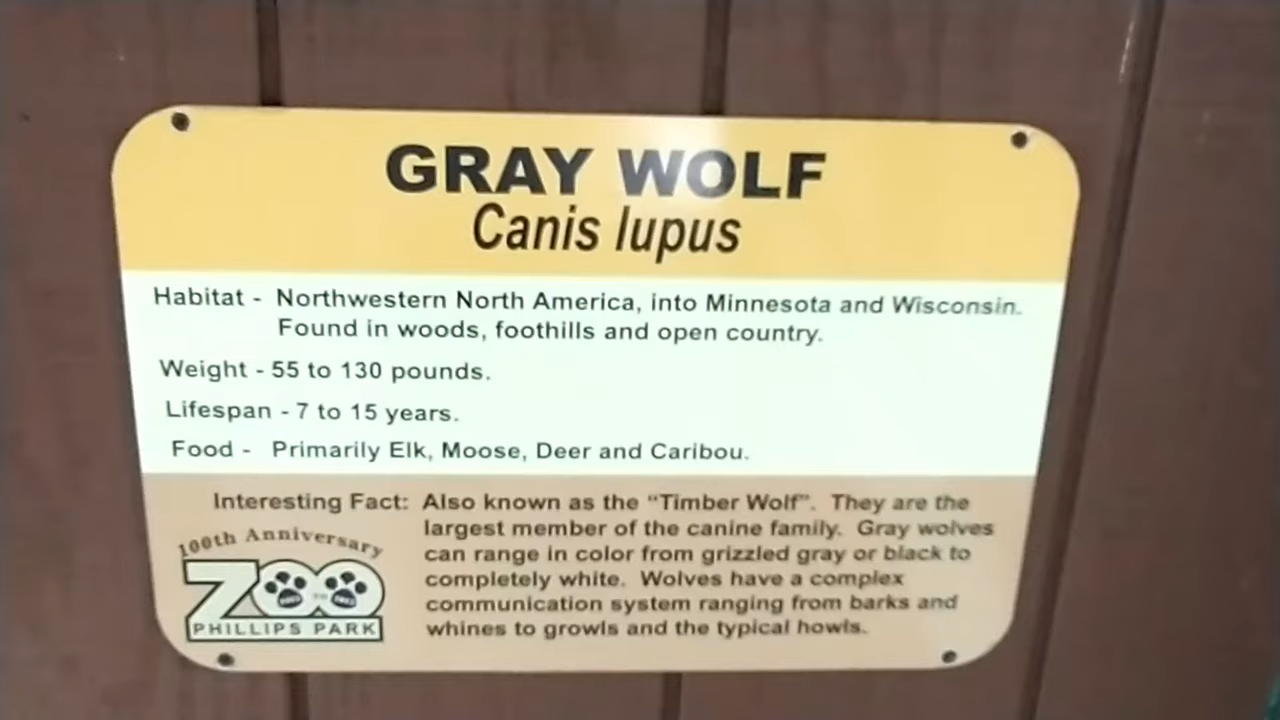 GRAY WOLF
Canis lupus
Habitat - Northwestern North America, into Minnesota and Wisconsin.
Found in woods, foothills and open country.
Weight - 55 to 130 pounds.
Lifespan - 7 to 15 years.
Food - Primarily Elk, Moose, Deer and Caribou.
Interesting Fact: Also known as the “Timber Wolf”. They are the
largest member of the canine family. Gray wolves
can range in color from grizzled gray or black to
completely white. Wolves have a complex
communication system ranging from barks and
whines to growls and the typical howls.
100th Anniversary
ZOO
PHILLIPS PARK